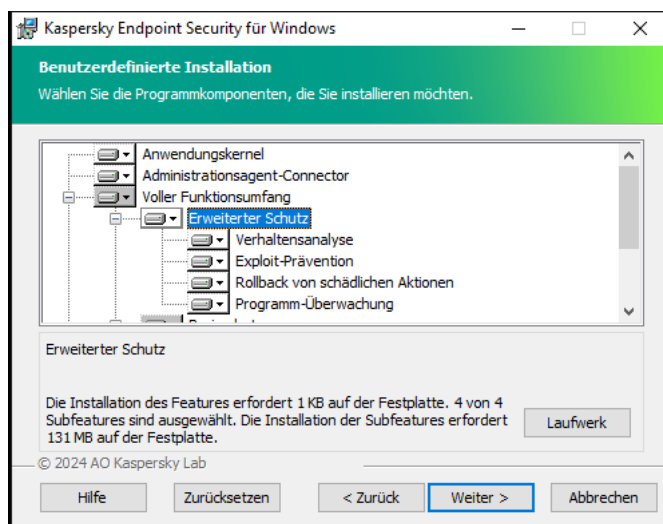 Kaspersky Endpoint Security für Windows
Benutzerdefinierte Installation
Wählen Sie die Programmkomponenten, die Sie installieren möchten.
Anwendungskernel
Administrationsagent-Connector
Voller Funktionsumfang
Erweiterter Schutz
Verhaltensanalyse
Exploit-Prävention
Rollback von schädlichen Aktionen
Programm-Überwachung
Erweiterter Schutz
Die Installation des Features erfordert 1 KB auf der Festplatte. 4 von 4
Subfeatures sind ausgewählt. Die Installation der Subfeatures erfordert
131 MB auf der Festplatte.
Laufwerk
© 2024 AO Kaspersky Lab
Hilfe
Zurücksetzen
< Zurück
Weiter >
Abbrechen